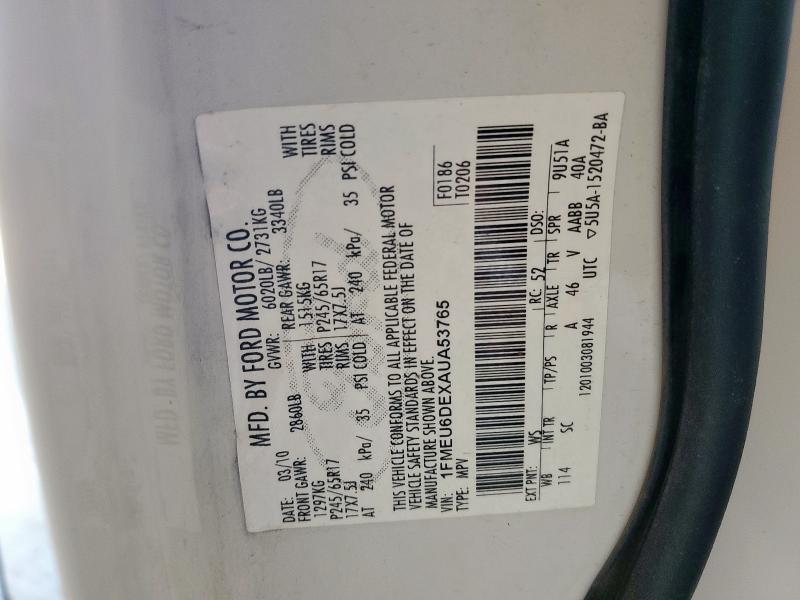 MFD. BY FORD MOTOR CO.
DATE: 03/10 GVWR: 6020LB/ 2731KG
FRONT GAWR: 2860LB REAR GAWR: 3340LB
1297KG WITH 1515KG WITH
P245/65R17 TIRES P245/65R17 TIRES
17X7.5J RIMS 17X7.5J RIMS
AT 240 kPa/ 35 PSI COLD AT 240 kPa/ 35 PSI COLD
THIS VEHICLE CONFORMS TO ALL APPLICABLE FEDERAL MOTOR
VEHICLE SAFETY STANDARDS IN EFFECT ON THE DATE OF
MANUFACTURE SHOWN ABOVE.
VIN: 1FMEU6DEXAUA53765 F0186
TYPE: MPV T0206
EXT PNT: WS RC: 52 DSO:
WB INT TR TP/PS R AXLE TR SPR 9U51A
114 SC A 46 V AABB 40A
1201003081944 UTC ▽5U5A-1520472-BA